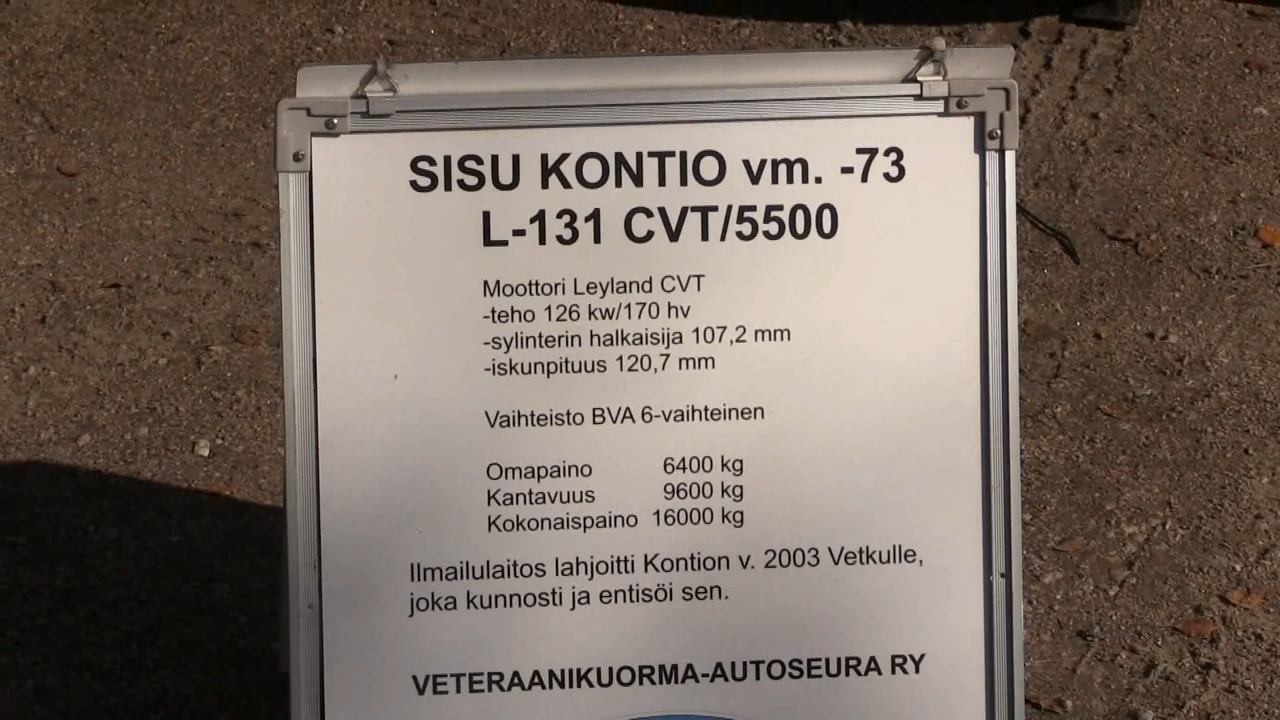 SISU KONTIO vm. -73
L-131 CVT/5500
Moottori Leyland CVT
-teho 126 kw/170 hv
-sylinterin halkaisija 107,2 mm
-iskunpituus 120,7 mm
Vaihteisto BVA 6-vaihteinen
Omapaino 6400 kg
Kantavuus 9600 kg
Kokonaispaino 16000 kg
Ilmailulaitos lahjoitti Kontion v. 2003 Vetkulle,
joka kunnosti ja entisöi sen.
VETERAANIKUORMA-AUTOSEURA RY